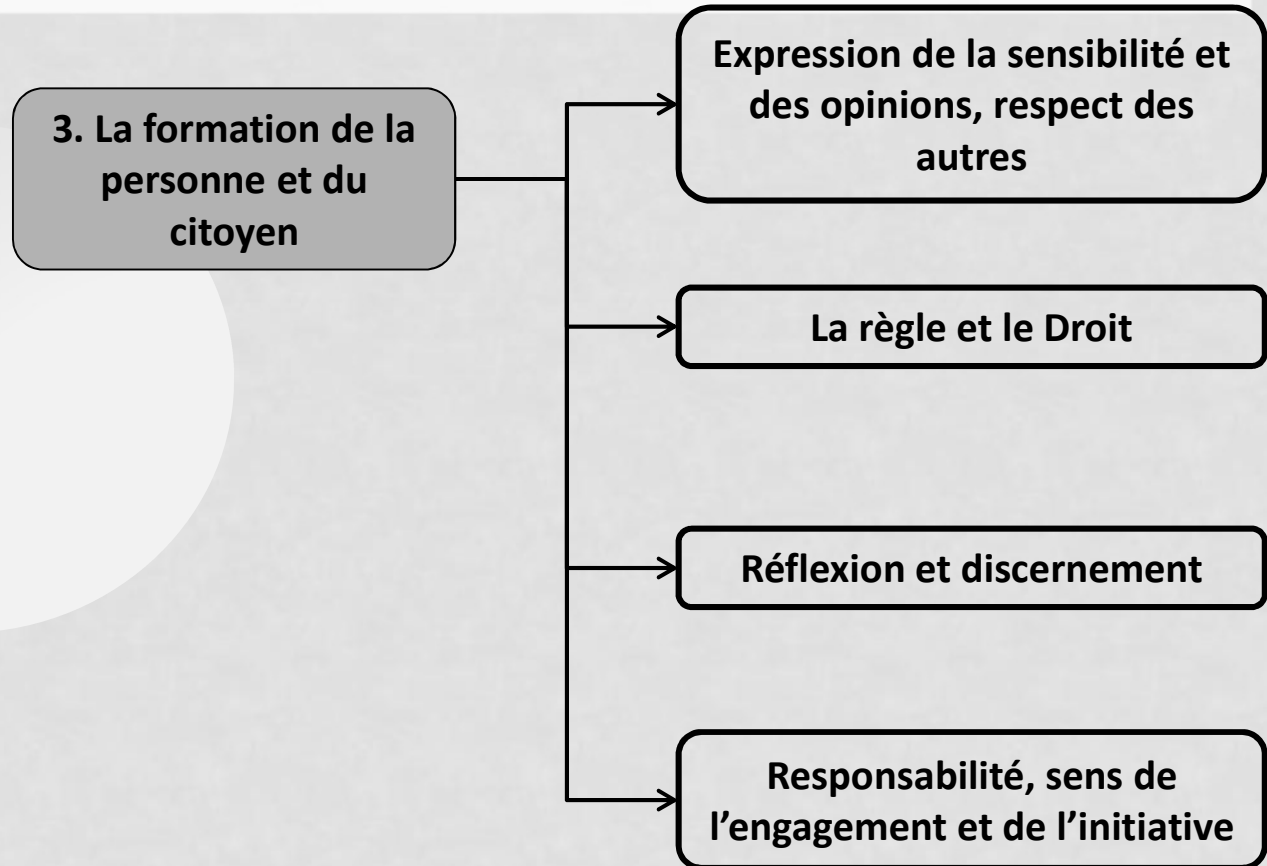 3. La formation de la
personne et du
citoyen
Expression de la sensibilité et
des opinions, respect des
autres
La règle et le Droit
Réflexion et discernement
Responsabilité, sens de
l’engagement et de l’initiative